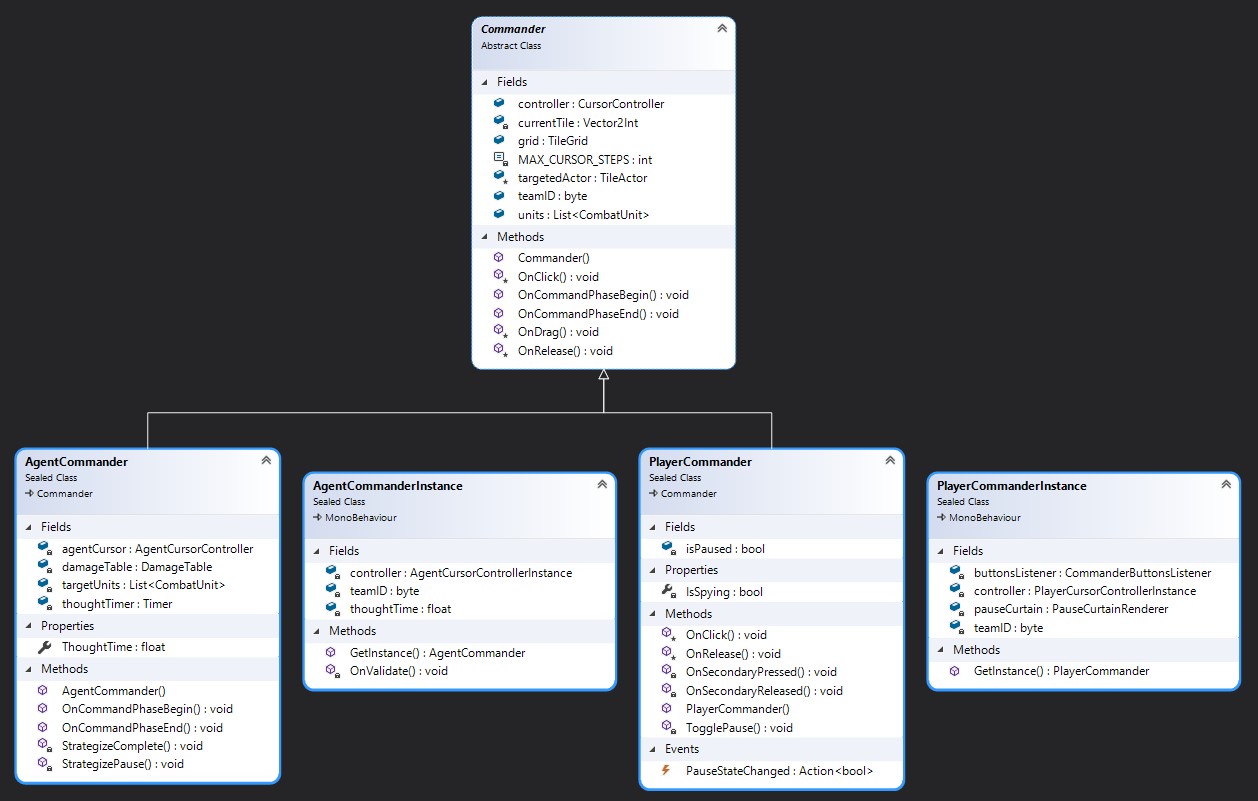 Commander
Abstract Class
Fields
controller : CursorController
currentTile : Vector2Int
grid : TileGrid
MAX_CURSOR_STEPS : int
targetedActor : TileActor
teamID : byte
units : List<CombatUnit>
Methods
Commander()
OnClick() : void
OnCommandPhaseBegin() : void
OnCommandPhaseEnd() : void
OnDrag() : void
OnRelease() : void
AgentCommander
Sealed Class
Commander
Fields
agentCursor : AgentCursorController
damageTable : DamageTable
targetUnits : List<CombatUnit>
thoughtTimer : Timer
Properties
ThoughtTime : float
Methods
AgentCommander()
OnCommandPhaseBegin() : void
OnCommandPhaseEnd() : void
StrategizeComplete() : void
StrategizePause() : void
AgentCommanderInstance
Sealed Class
MonoBehaviour
Fields
controller : AgentCursorControllerInstance
teamID : byte
thoughtTime : float
Methods
GetInstance() : AgentCommander
OnValidate() : void
PlayerCommander
Sealed Class
Commander
Fields
isPaused : bool
Properties
IsSpying : bool
Methods
OnClick() : void
OnRelease() : void
OnSecondaryPressed() : void
OnSecondaryReleased() : void
PlayerCommander()
TogglePause() : void
Events
PauseStateChanged : Action<bool>
PlayerCommanderInstance
Sealed Class
MonoBehaviour
Fields
buttonsListener : CommanderButtonsListener
controller : PlayerCursorControllerInstance
pauseCurtain : PauseCurtainRenderer
teamID : byte
Methods
GetInstance() : PlayerCommander